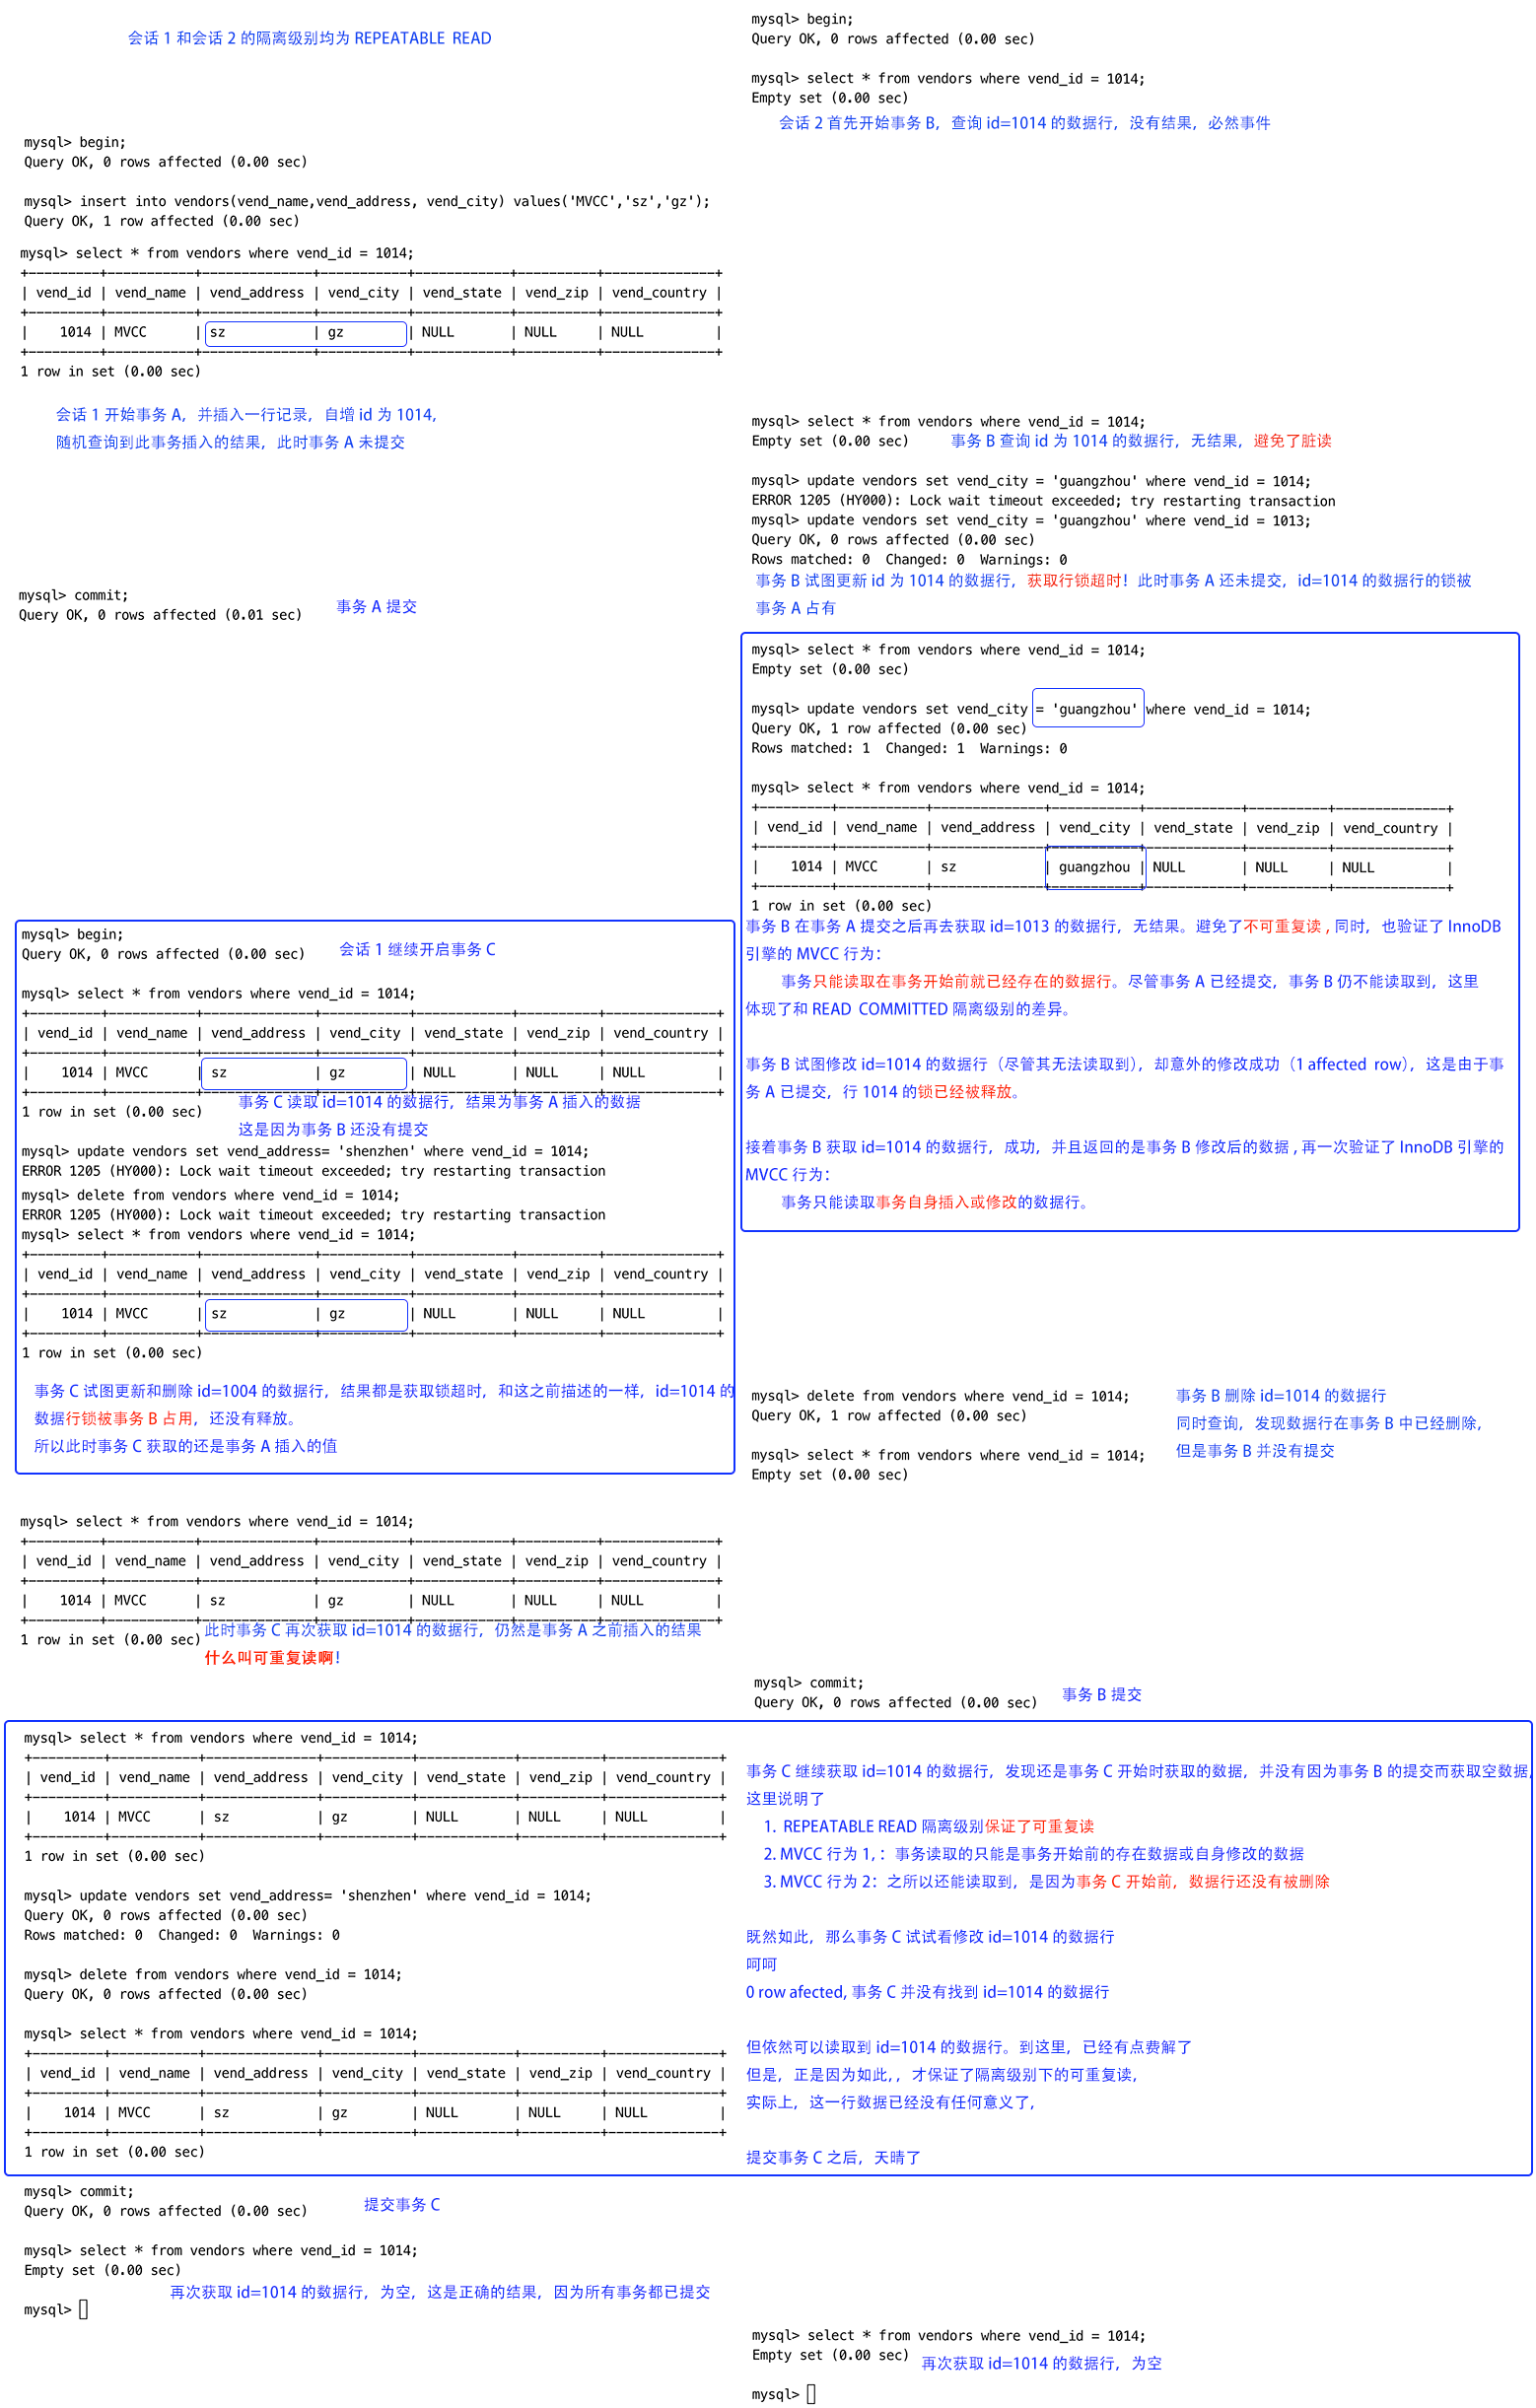 会话 1 和会话 2 的隔离级别均为 REPEATABLE READ
mysql> begin;
Query OK, 0 rows affected (0.00 sec)
mysql> select * from vendors where vend_id = 1014;
Empty set (0.00 sec)
会话 2 首先开始事务 B，查询 id=1014 的数据行，没有结果，必然事件
mysql> begin;
Query OK, 0 rows affected (0.00 sec)
mysql> insert into vendors(vend_name,vend_address, vend_city) values('MVCC','sz','gz');
Query OK, 1 row affected (0.00 sec)
mysql> select * from vendors where vend_id = 1014;
+---------+-----------+--------------+-----------+------------+----------+--------------+
| vend_id | vend_name | vend_address | vend_city | vend_state | vend_zip | vend_country |
+---------+-----------+--------------+-----------+------------+----------+--------------+
|    1014 | MVCC      | sz           | gz        | NULL       | NULL     | NULL         |
+---------+-----------+--------------+-----------+------------+----------+--------------+
1 row in set (0.00 sec)
会话 1 开始事务 A，并插入一行记录，自增 id 为 1014,
随机查询到此事务插入的结果，此时事务 A 未提交
mysql> select * from vendors where vend_id = 1014;
Empty set (0.00 sec)
事务 B 查询 id 为 1014 的数据行，无结果，避免了脏读
mysql> update vendors set vend_city = 'guangzhou' where vend_id = 1014;
ERROR 1205 (HY000): Lock wait timeout exceeded; try restarting transaction
mysql> update vendors set vend_city = 'guangzhou' where vend_id = 1013;
Query OK, 0 rows affected (0.00 sec)
Rows matched: 0  Changed: 0  Warnings: 0
事务 B 试图更新 id 为 1014 的数据行，获取行锁超时！此时事务 A 还未提交，id=1014 的数据行的锁被
事务 A 占有
mysql> commit;
Query OK, 0 rows affected (0.01 sec)
事务 A 提交
mysql> select * from vendors where vend_id = 1014;
Empty set (0.00 sec)
mysql> update vendors set vend_city = 'guangzhou' where vend_id = 1014;
Query OK, 1 row affected (0.00 sec)
Rows matched: 1  Changed: 1  Warnings: 0
mysql> select * from vendors where vend_id = 1014;
+---------+-----------+--------------+-----------+------------+----------+--------------+
| vend_id | vend_name | vend_address | vend_city | vend_state | vend_zip | vend_country |
+---------+-----------+--------------+-----------+------------+----------+--------------+
|    1014 | MVCC      | sz           | guangzhou | NULL       | NULL     | NULL         |
+---------+-----------+--------------+-----------+------------+----------+--------------+
1 row in set (0.00 sec)
事务 B 在事务 A 提交之后再去获取 id=1013 的数据行，无结果。避免了不可重复读 , 同时，也验证了 InnoDB
引擎的 MVCC 行为：
事务只能读取在事务开始前就已经存在的数据行。尽管事务 A 已经提交，事务 B 仍不能读取到，这里
体现了和 READ COMMITTED 隔离级别的差异。
事务 B 试图修改 id=1014 的数据行（尽管其无法读取到），却意外的修改成功（1 affected row），这是由于事
务 A 已提交，行 1014 的锁已经被释放。
接着事务 B 获取 id=1014 的数据行，成功，并且返回的是事务 B 修改后的数据 , 再一次验证了 InnoDB 引擎的
MVCC 行为：
事务只能读取事务自身插入或修改的数据行。
mysql> begin;
Query OK, 0 rows affected (0.00 sec)
会话 1 继续开启事务 C
mysql> select * from vendors where vend_id = 1014;
+---------+-----------+--------------+-----------+------------+----------+--------------+
| vend_id | vend_name | vend_address | vend_city | vend_state | vend_zip | vend_country |
+---------+-----------+--------------+-----------+------------+----------+--------------+
|    1014 | MVCC      | sz           | gz        | NULL       | NULL     | NULL         |
+---------+-----------+--------------+-----------+------------+----------+--------------+
1 row in set (0.00 sec)
事务 C 读取 id=1014 的数据行，结果为事务 A 插入的数据
这是因为事务 B 还没有提交
mysql> update vendors set vend_address= 'shenzhen' where vend_id = 1014;
ERROR 1205 (HY000): Lock wait timeout exceeded; try restarting transaction
mysql> delete from vendors where vend_id = 1014;
ERROR 1205 (HY000): Lock wait timeout exceeded; try restarting transaction
mysql> select * from vendors where vend_id = 1014;
+---------+-----------+--------------+-----------+------------+----------+--------------+
| vend_id | vend_name | vend_address | vend_city | vend_state | vend_zip | vend_country |
+---------+-----------+--------------+-----------+------------+----------+--------------+
|    1014 | MVCC      | sz           | gz        | NULL       | NULL     | NULL         |
+---------+-----------+--------------+-----------+------------+----------+--------------+
1 row in set (0.00 sec)
事务 C 试图更新和删除 id=1004 的数据行，结果都是获取锁超时，和这之前描述的一样，id=1014 的
数据行锁被事务 B 占用，还没有释放。
所以此时事务 C 获取的还是事务 A 插入的值
mysql> delete from vendors where vend_id = 1014;
Query OK, 1 row affected (0.00 sec)
mysql> select * from vendors where vend_id = 1014;
Empty set (0.00 sec)
事务 B 删除 id=1014 的数据行
同时查询，发现数据行在事务 B 中已经删除,
但是事务 B 并没有提交
mysql> select * from vendors where vend_id = 1014;
+---------+-----------+--------------+-----------+------------+----------+--------------+
| vend_id | vend_name | vend_address | vend_city | vend_state | vend_zip | vend_country |
+---------+-----------+--------------+-----------+------------+----------+--------------+
|    1014 | MVCC      | sz           | gz        | NULL       | NULL     | NULL         |
+---------+-----------+--------------+-----------+------------+----------+--------------+
1 row in set (0.00 sec)
此时事务 C 再次获取 id=1014 的数据行，仍然是事务 A 之前插入的结果
什么叫可重复读啊！
mysql> commit;
Query OK, 0 rows affected (0.00 sec)
事务 B 提交
mysql> select * from vendors where vend_id = 1014;
+---------+-----------+--------------+-----------+------------+----------+--------------+
| vend_id | vend_name | vend_address | vend_city | vend_state | vend_zip | vend_country |
+---------+-----------+--------------+-----------+------------+----------+--------------+
|    1014 | MVCC      | sz           | gz        | NULL       | NULL     | NULL         |
+---------+-----------+--------------+-----------+------------+----------+--------------+
1 row in set (0.00 sec)
mysql> update vendors set vend_address= 'shenzhen' where vend_id = 1014;
Query OK, 0 rows affected (0.00 sec)
Rows matched: 0  Changed: 0  Warnings: 0
mysql> delete from vendors where vend_id = 1014;
Query OK, 0 rows affected (0.00 sec)
mysql> select * from vendors where vend_id = 1014;
+---------+-----------+--------------+-----------+------------+----------+--------------+
| vend_id | vend_name | vend_address | vend_city | vend_state | vend_zip | vend_country |
+---------+-----------+--------------+-----------+------------+----------+--------------+
|    1014 | MVCC      | sz           | gz        | NULL       | NULL     | NULL         |
+---------+-----------+--------------+-----------+------------+----------+--------------+
1 row in set (0.00 sec)
事务 C 继续获取 id=1014 的数据行，发现还是事务 C 开始时获取的数据，并没有因为事务 B 的提交而获取空数据,
这里说明了
1. REPEATABLE READ 隔离级别保证了可重复读
2. MVCC 行为 1,：事务读取的只能是事务开始前的存在数据或自身修改的数据
3. MVCC 行为 2：之所以还能读取到，是因为事务 C 开始前，数据行还没有被删除
既然如此，那么事务 C 试试看修改 id=1014 的数据行
呵呵
0 row afected, 事务 C 并没有找到 id=1014 的数据行
但依然可以读取到 id=1014 的数据行。到这里，已经有点费解了
但是，正是因为如此，，才保证了隔离级别下的可重复读，
实际上，这一行数据已经没有任何意义了，
提交事务 C 之后，天晴了
mysql> commit;
Query OK, 0 rows affected (0.00 sec)
提交事务 C
mysql> select * from vendors where vend_id = 1014;
Empty set (0.00 sec)
再次获取 id=1014 的数据行，为空，这是正确的结果，因为所有事务都已提交
mysql>
mysql> select * from vendors where vend_id = 1014;
Empty set (0.00 sec)
再次获取 id=1014 的数据行，为空
mysql>